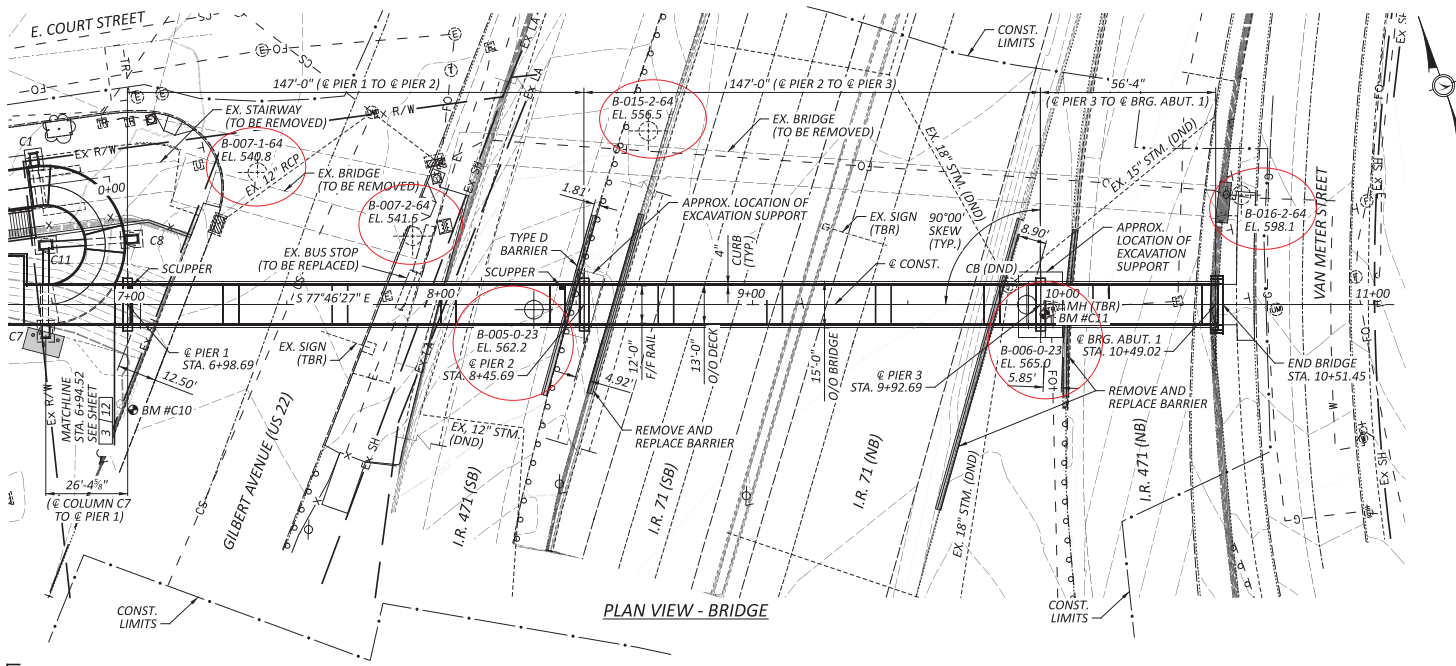 E. COURT STREET
CONST.
LIMITS
147'-0" (℄ PIER 1 TO ℄ PIER 2)
147'-0" (℄ PIER 2 TO PIER 3)
56'-4"
(℄ PIER 3 TO ℄ BRG. ABUT. 1)
EX. STAIRWAY
(TO BE REMOVED)
B-007-1-64
EL. 540.8
EX. 12" RCP
EX. BRIDGE
(TO BE REMOVED)
B-007-2-64
EL. 541.6
B-015-2-64
EL. 556.5
EX. BRIDGE
(TO BE REMOVED)
EX. 18" STM. (DND)
EX. 15" STM. (DND)
B-016-2-64
EL. 598.1
VAN METER STREET
C1
Ex R/W
Ex R/W
0+00
C8
C11
C7
SCUPPER
EX. BUS STOP
(TO BE REPLACED)
TYPE D
BARRIER
SCUPPER
1.81'
APPROX. LOCATION OF
EXCAVATION SUPPORT
4"
CURB
(TYP.)
EX. SIGN
(TBR)
℄ CONST.
90°00'
SKEW
(TYP.)
8.90'
CB (DND)
APPROX.
LOCATION OF
EXCAVATION
SUPPORT
7+00
S 77°46'27" E
8+00
9+00
10+00
11+00
MH (TBR)
BM #C11
℄ PIER 1
STA. 6+98.69
12.50'
BM #C10
EX. SIGN
(TBR)
B-005-0-23
EL. 562.2
℄ PIER 2
STA. 8+45.69
4.92'
12'-0"
F/F RAIL
13'-0"
O/O DECK
15'-0"
O/O BRIDGE
℄ PIER 3
STA. 9+92.69
B-006-0-23
EL. 565.0
5.85'
FO
℄ BRG. ABUT. 1
STA. 10+49.02
END BRIDGE
STA. 10+51.45
REMOVE AND
REPLACE BARRIER
MATCHLINE
STA. 6+94.52
SEE SHEET
3 12
Ex R/W
26'-4⅝"
(℄ COLUMN C7
TO ℄ PIER 1)
GILBERT AVENUE (US 22)
Ex SH
EX. 12" STM.
(DND)
REMOVE AND
REPLACE BARRIER
I.R. 471 (SB)
I.R. 71 (SB)
I.R. 71 (NB)
EX. 18" STM. (DND)
I.R. 471 (NB)
Ex SH
CONST.
LIMITS
PLAN VIEW - BRIDGE
CONST.
LIMITS